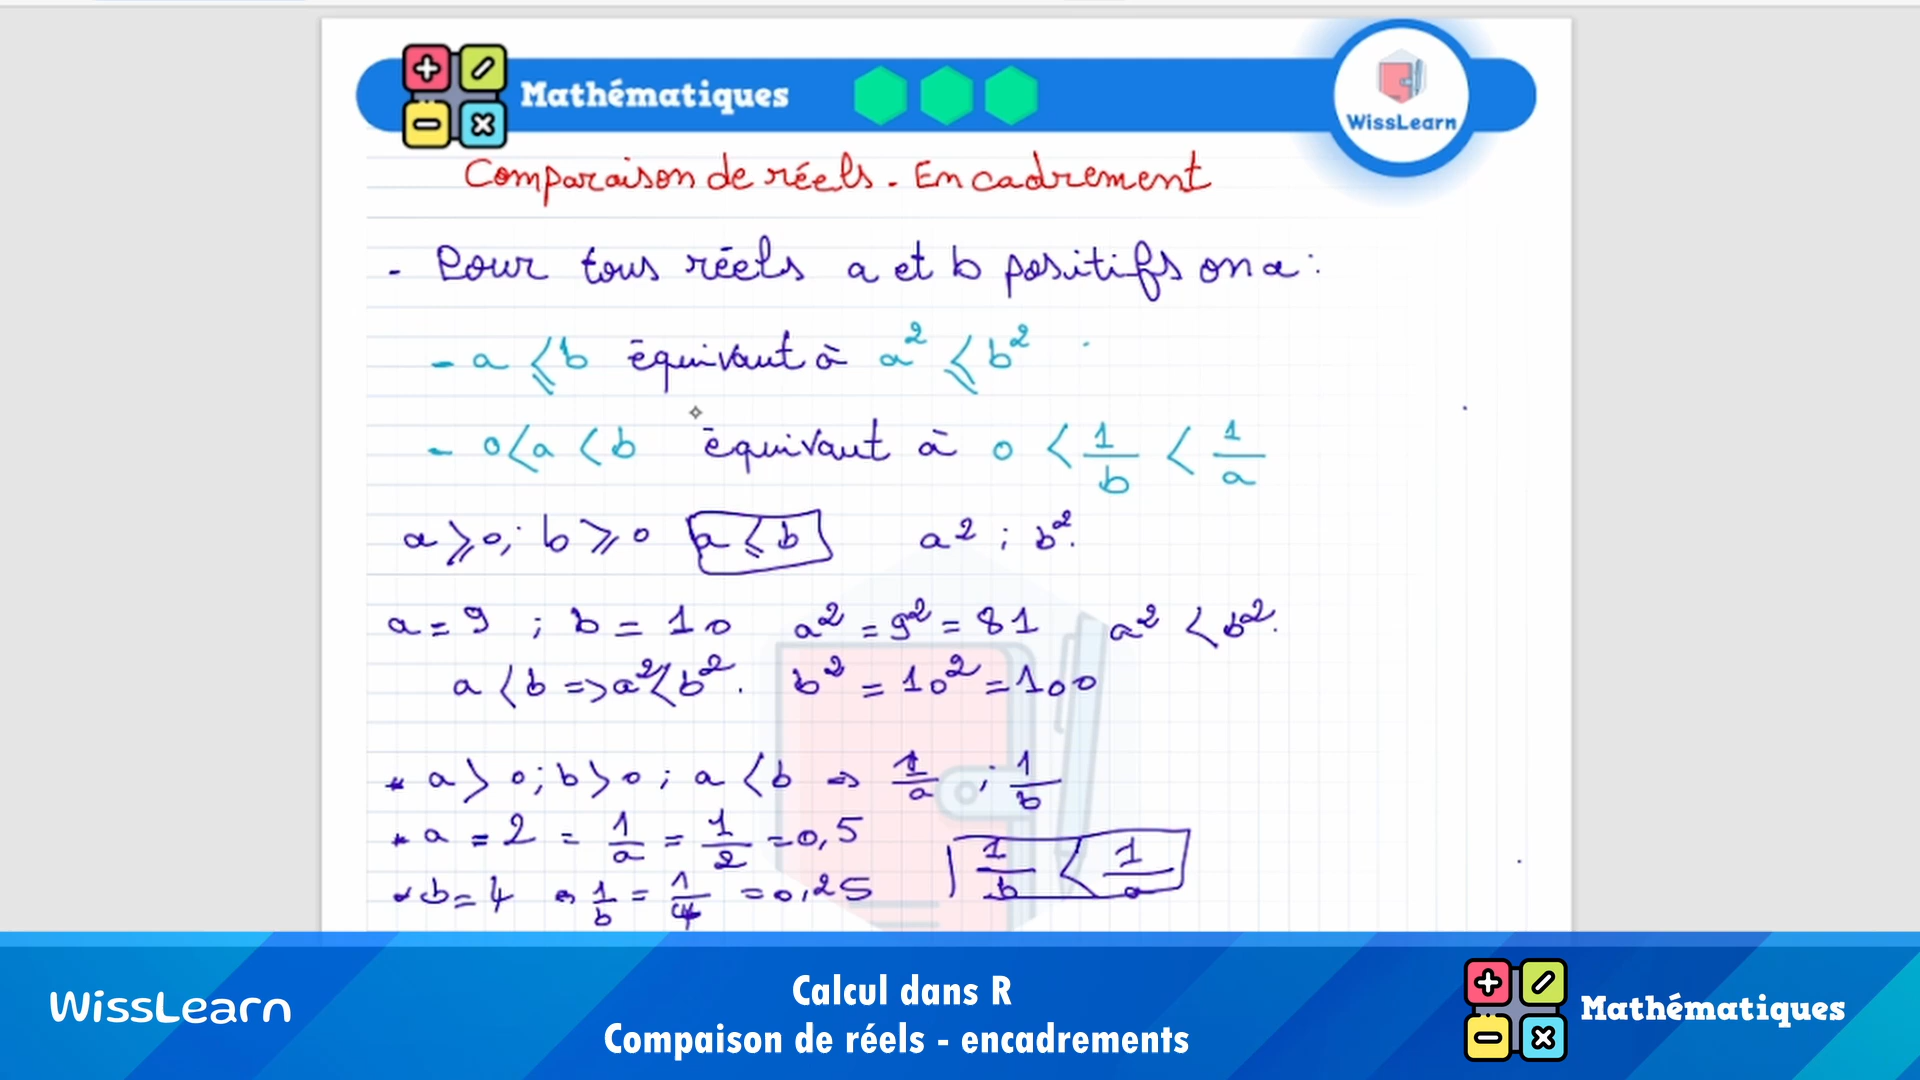 Mathématiques
WissLearn
Comparaison de réels - Encadrement
- Pour tous réels a et b positifs on a :
- a ⩽ b équivaut à a² ⩽ b²
- 0 < a < b équivaut à 0 < 1/b < 1/a
a ⩾ 0; b ⩾ 0 a ⩽ b a² ; b².
a = 9 ; b = 10 a² = 9² = 81 a² < b².
a < b => a² < b². b² = 10² = 100
* a > 0; b > 0 ; a < b => 1/a ; 1/b
* a = 2 = 1/a = 1/2 = 0,5
* b = 4 => 1/b = 1/4 = 0,25 1/b < 1/a
WissLearn
Calcul dans R
Compaison de réels - encadrements
Mathématiques